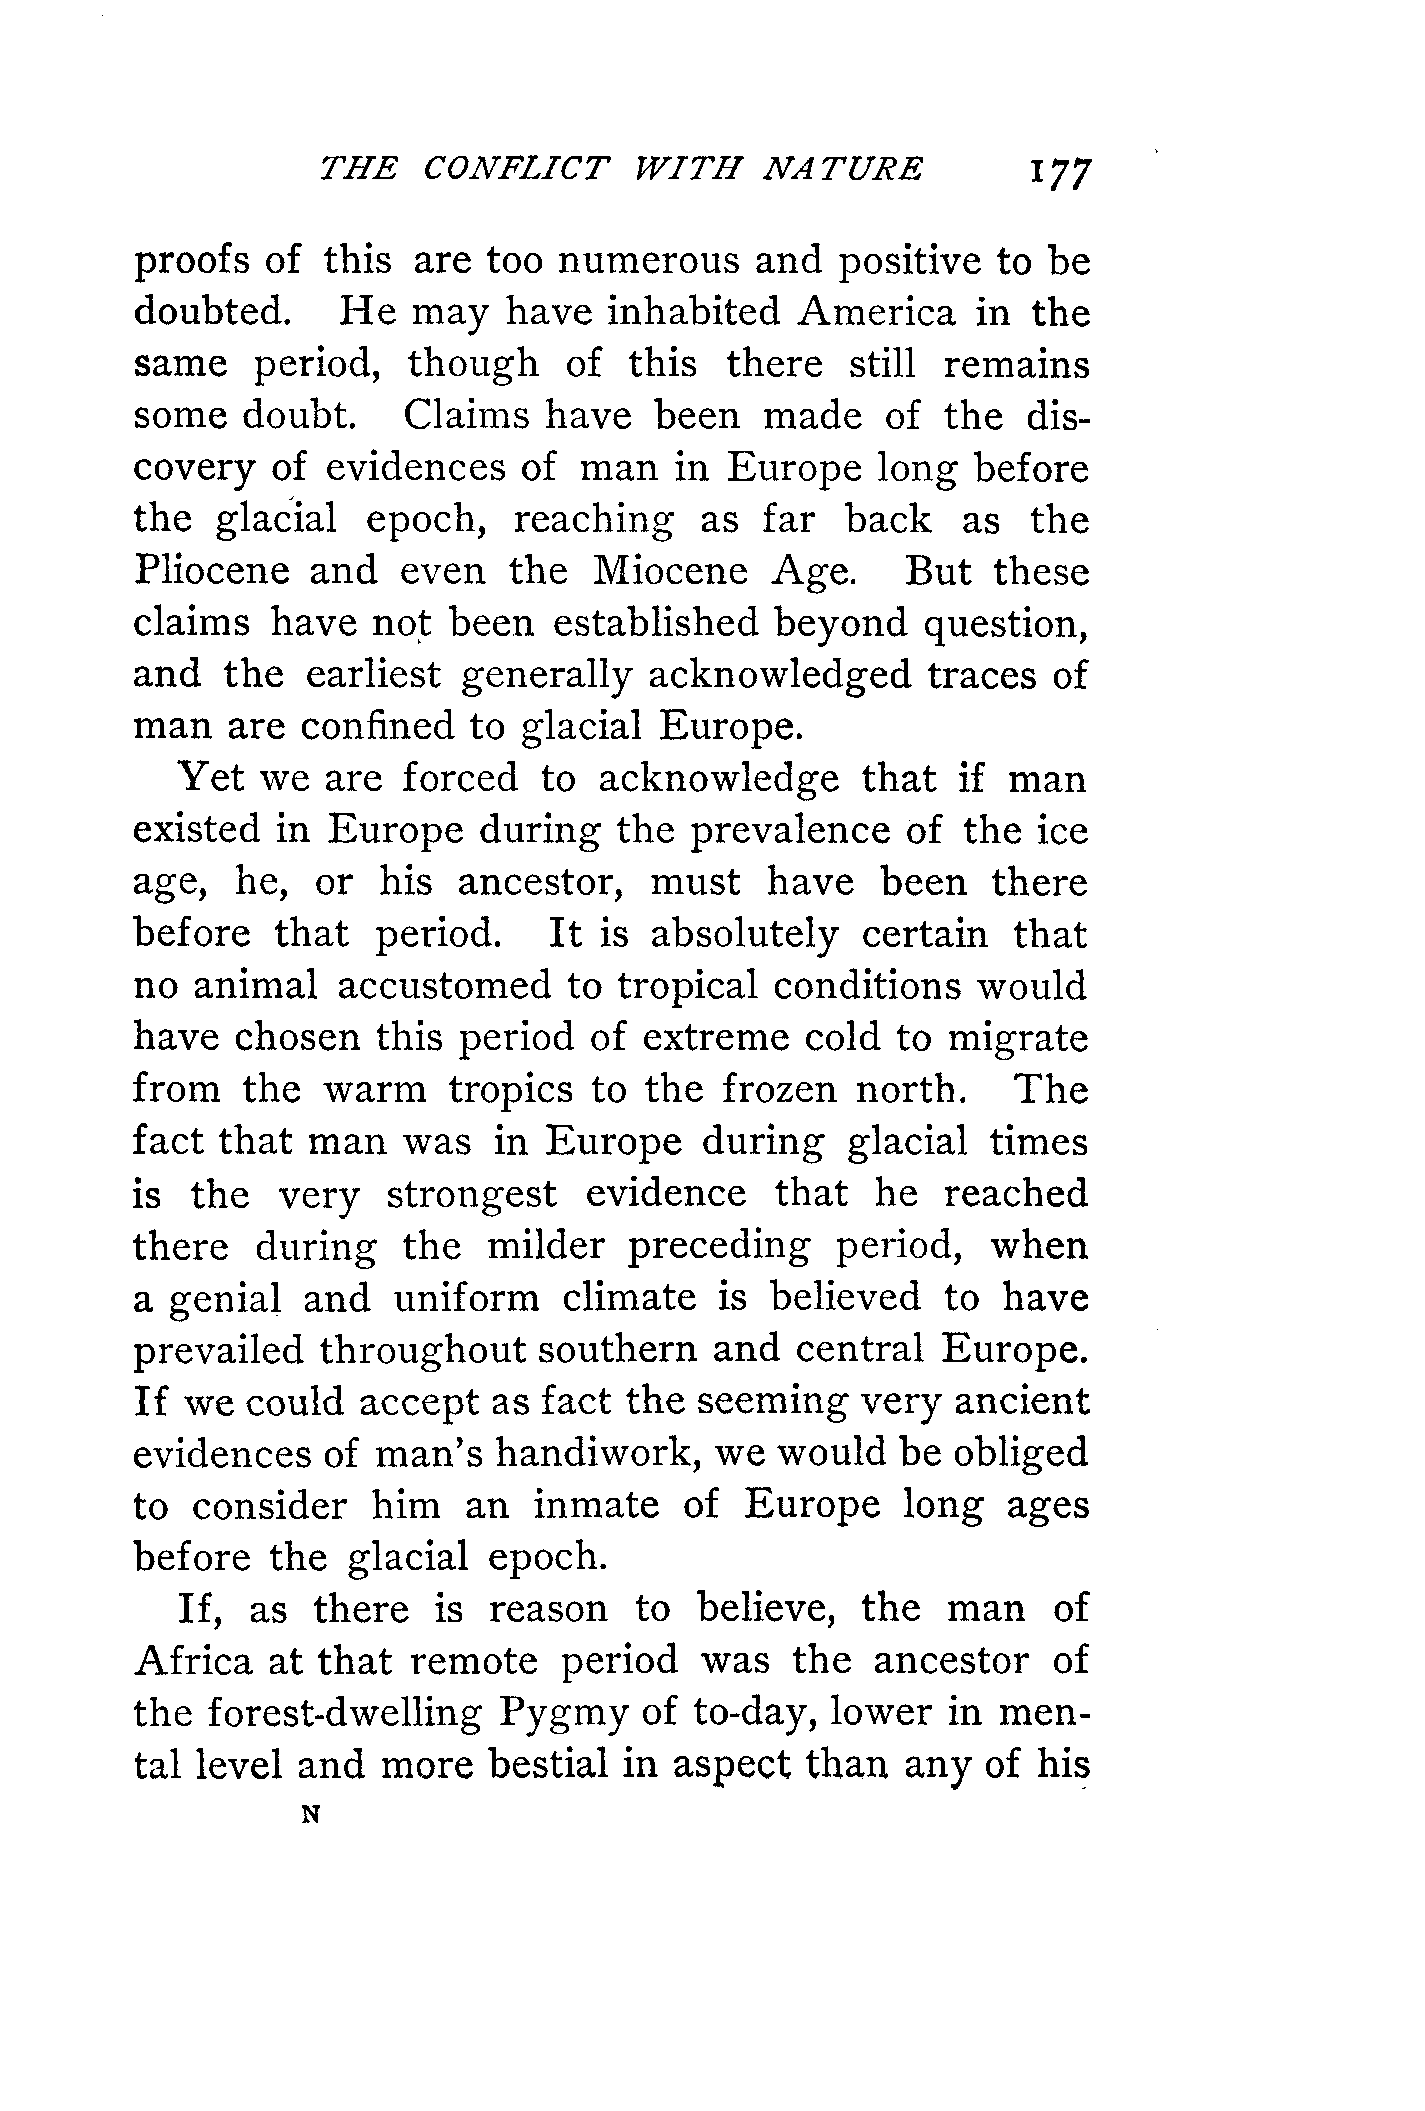 THE CONFLICT WITH NATURE 177
proofs of this are too numerous and positive to be
doubted. He may have inhabited America in the
same period, though of this there still remains
some doubt. Claims have been made of the dis-
covery of evidences of man in Europe long before
the glacial epoch, reaching as far back as the
Pliocene and even the Miocene Age. But these
claims have not been established beyond question,
and the earliest generally acknowledged traces of
man are confined to glacial Europe.
Yet we are forced to acknowledge that if man
existed in Europe during the prevalence of the ice
age, he, or his ancestor, must have been there
before that period. It is absolutely certain that
no animal accustomed to tropical conditions would
have chosen this period of extreme cold to migrate
from the warm tropics to the frozen north. The
fact that man was in Europe during glacial times
is the very strongest evidence that he reached
there during the milder preceding period, when
a genial and uniform climate is believed to have
prevailed throughout southern and central Europe.
If we could accept as fact the seeming very ancient
evidences of man's handiwork, we would be obliged
to consider him an inmate of Europe long ages
before the glacial epoch.
If, as there is reason to believe, the man of
Africa at that remote period was the ancestor of
the forest-dwelling Pygmy of to-day, lower in men-
tal level and more bestial in aspect than any of his
N